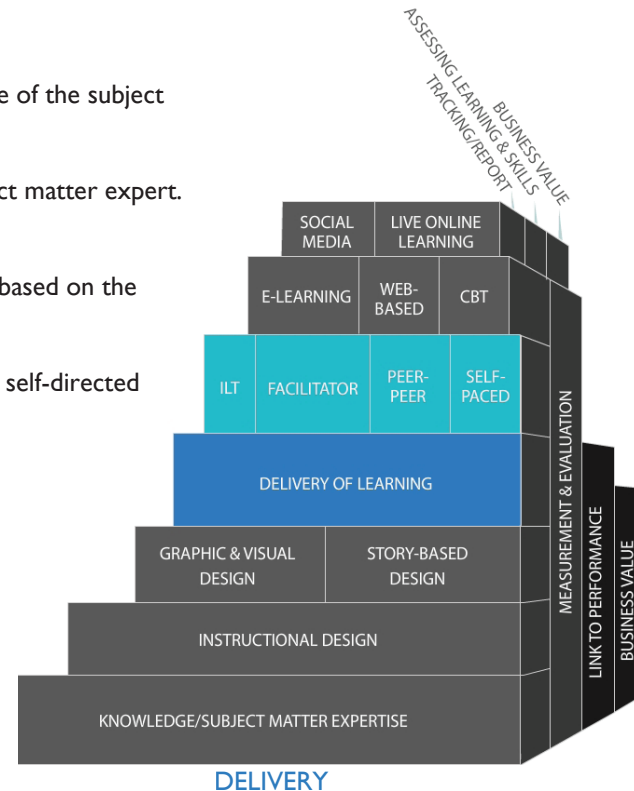 e of the subject
ct matter expert.
based on the
self-directed
ASSESSING LEARNING & SKILLS
TRACKING/REPORT
BUSINESS VALUE
SOCIAL
MEDIA
LIVE ONLINE
LEARNING
E-LEARNING
WEB-
BASED
CBT
ILT
FACILITATOR
PEER-
PEER
SELF-
PACED
DELIVERY OF LEARNING
GRAPHIC & VISUAL
DESIGN
STORY-BASED
DESIGN
INSTRUCTIONAL DESIGN
KNOWLEDGE/SUBJECT MATTER EXPERTISE
MEASUREMENT & EVALUATION
LINK TO PERFORMANCE
BUSINESS VALUE
DELIVERY